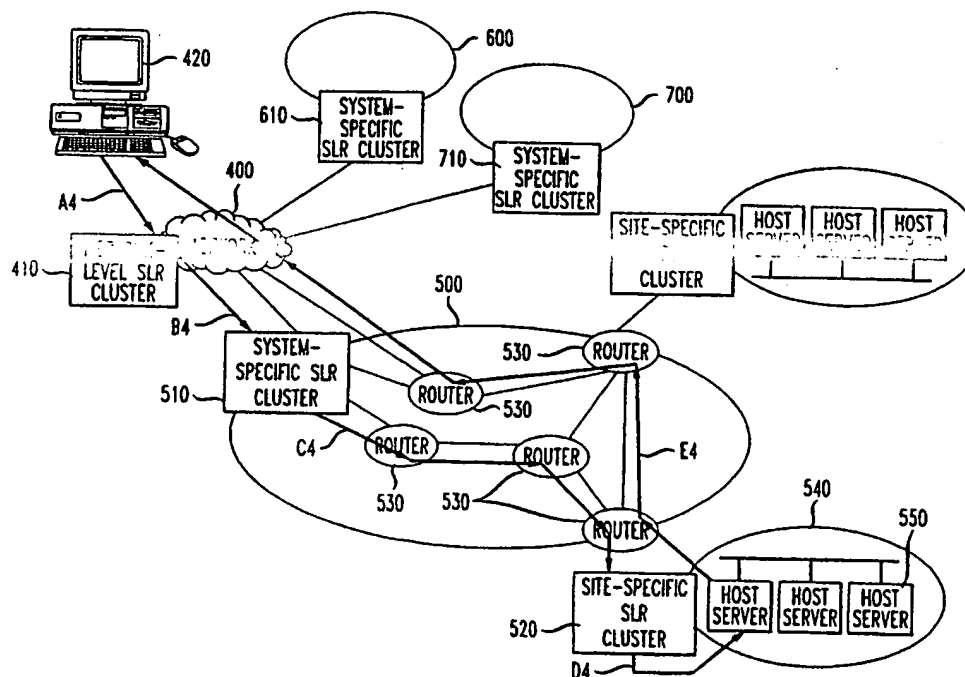 420
600
700
SYSTEM-
SPECIFIC
SLR CLUSTER
610
SYSTEM-
SPECIFIC
SLR CLUSTER
710
A4
400
410
LEVEL SLR
CLUSTER
SITE-SPECIFIC
CLUSTER
HOST
SERVER
HOST
SERVER
HOST
SERVER
B4
500
SYSTEM-
SPECIFIC SLR
CLUSTER
510
530
ROUTER
ROUTER
530
C4
ROUTER
530
ROUTER
530
E4
ROUTER
540
550
SITE-SPECIFIC
SLR
CLUSTER
520
HOST
SERVER
HOST
SERVER
HOST
SERVER
D4